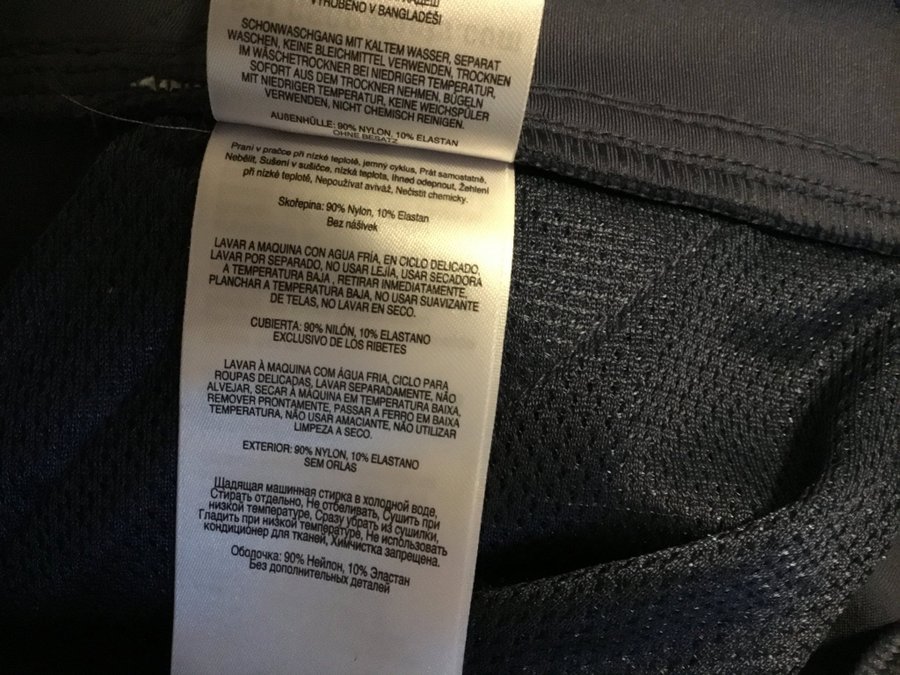 VYROBENO V BANGLADÉŠI
SCHONWASCHGANG MIT KALTEM WASSER, SEPARAT
WASCHEN, KEINE BLEICHMITTEL VERWENDEN, TROCKNEN
IM WÄSCHETROCKNER BEI NIEDRIGER TEMPERATUR,
SOFORT AUS DEM TROCKNER NEHMEN, BÜGELN
MIT NIEDRIGER TEMPERATUR, KEINE WEICHSPÜLER
VERWENDEN, NICHT CHEMISCH REINIGEN.
AUßENHÜLLE: 90% NYLON, 10% ELASTAN
OHNE BESATZ
Praní v pračce při nízké teplotě, jemný cyklus, Prát samostatně,
Nebělit, Sušení v sušičce, nízká teplota, Ihned odepnout, Žehlení
při nízké teplotě, Nepoužívat aviváž, Nečistit chemicky.
Skořepina: 90% Nylon, 10% Elastan
Bez nášivek
LAVAR A MAQUINA CON AGUA FRÍA, EN CICLO DELICADO,
LAVAR POR SEPARADO, NO USAR LEJÍA, USAR SECADORA
A TEMPERATURA BAJA , RETIRAR INMEDIATAMENTE,
PLANCHAR A TEMPERATURA BAJA, NO USAR SUAVIZANTE
DE TELAS, NO LAVAR EN SECO.
CUBIERTA: 90% NILÓN, 10% ELASTANO
EXCLUSIVO DE LOS RIBETES
LAVAR À MAQUINA COM ÁGUA FRIA, CICLO PARA
ROUPAS DELICADAS, LAVAR SEPARADAMENTE, NÃO
ALVEJAR, SECAR À MÁQUINA EM TEMPERATURA BAIXA.
REMOVER PRONTAMENTE, PASSAR A FERRO EM BAIXA
TEMPERATURA, NÃO USAR AMACIANTE, NÃO UTILIZAR
LIMPEZA A SECO.
EXTERIOR: 90% NYLON, 10% ELASTANO
SEM ORLAS
Щадящая машинная стирка в холодной воде,
Стирать отдельно, Не отбеливать, Сушить при
низкой температуре, Сразу убрать из сушилки,
Гладить при низкой температуре, Не использовать
кондиционер для тканей, Химчистка запрещена.
Оболочка: 90% Нейлон, 10% Эластан
Без дополнительных деталей